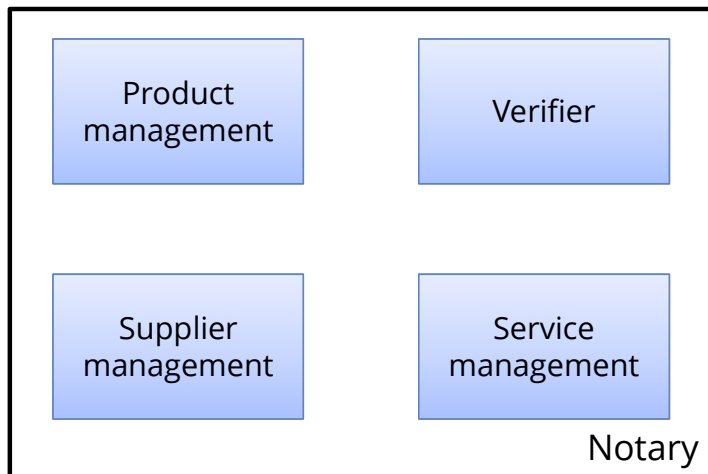 Product
management
Verifier
Supplier
management
Service
management
Notary